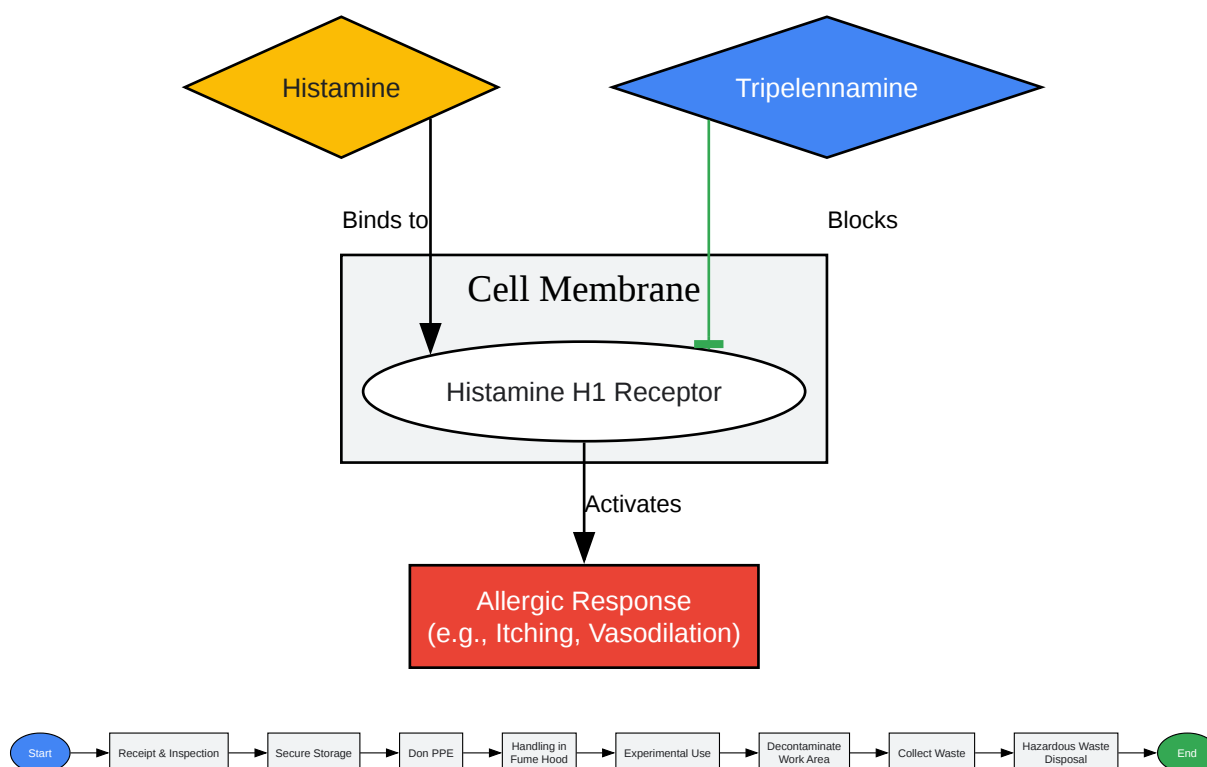 Histamine
Tripelennamine
Binds to
Blocks
Cell Membrane
Histamine H1 Receptor
Activates
Allergic Response
(e.g., Itching, Vasodilation)
Start
Receipt & Inspection
Secure Storage
Don PPE
Handling in
Fume Hood
Experimental Use
Decontaminate
Work Area
Collect Waste
Hazardous Waste
Disposal
End